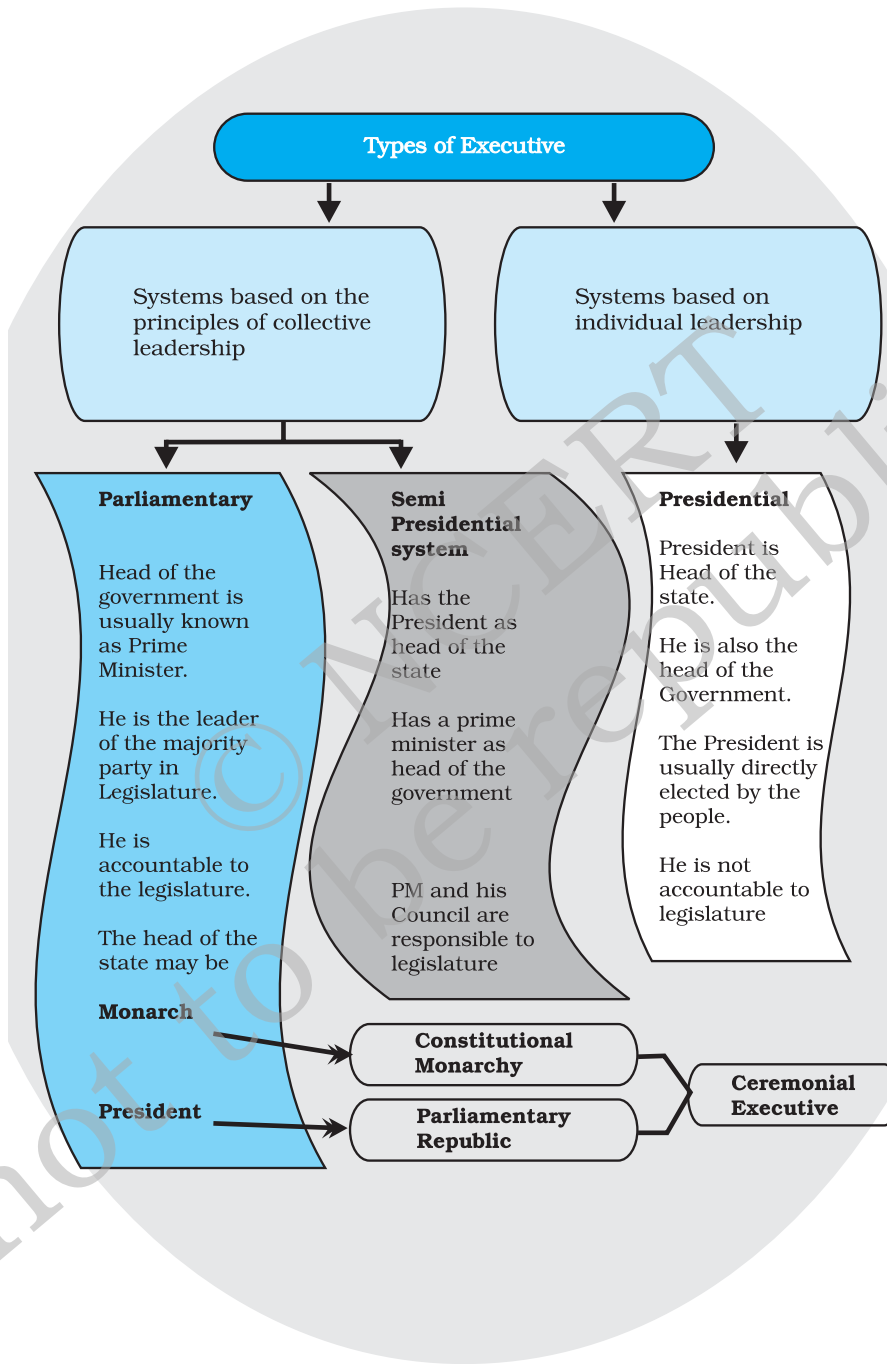 Types of Executive
Systems based on the
principles of collective
leadership
Systems based on
individual leadership
Parliamentary
Head of the
government is
usually known
as Prime
Minister.
He is the leader
of the majority
party in
Legislature.
He is
accountable to
the legislature.
The head of the
state may be
Monarch
President
Semi
Presidential
system
Has the
President as
head of the
state
Has a prime
minister as
head of the
government
PM and his
Council are
responsible to
legislature
Presidential
President is
Head of the
state.
He is also the
head of the
Government.
The President is
usually directly
elected by the
people.
He is not
accountable to
legislature
Constitutional
Monarchy
Parliamentary
Republic
Ceremonial
Executive
© NCERT
not to be republi